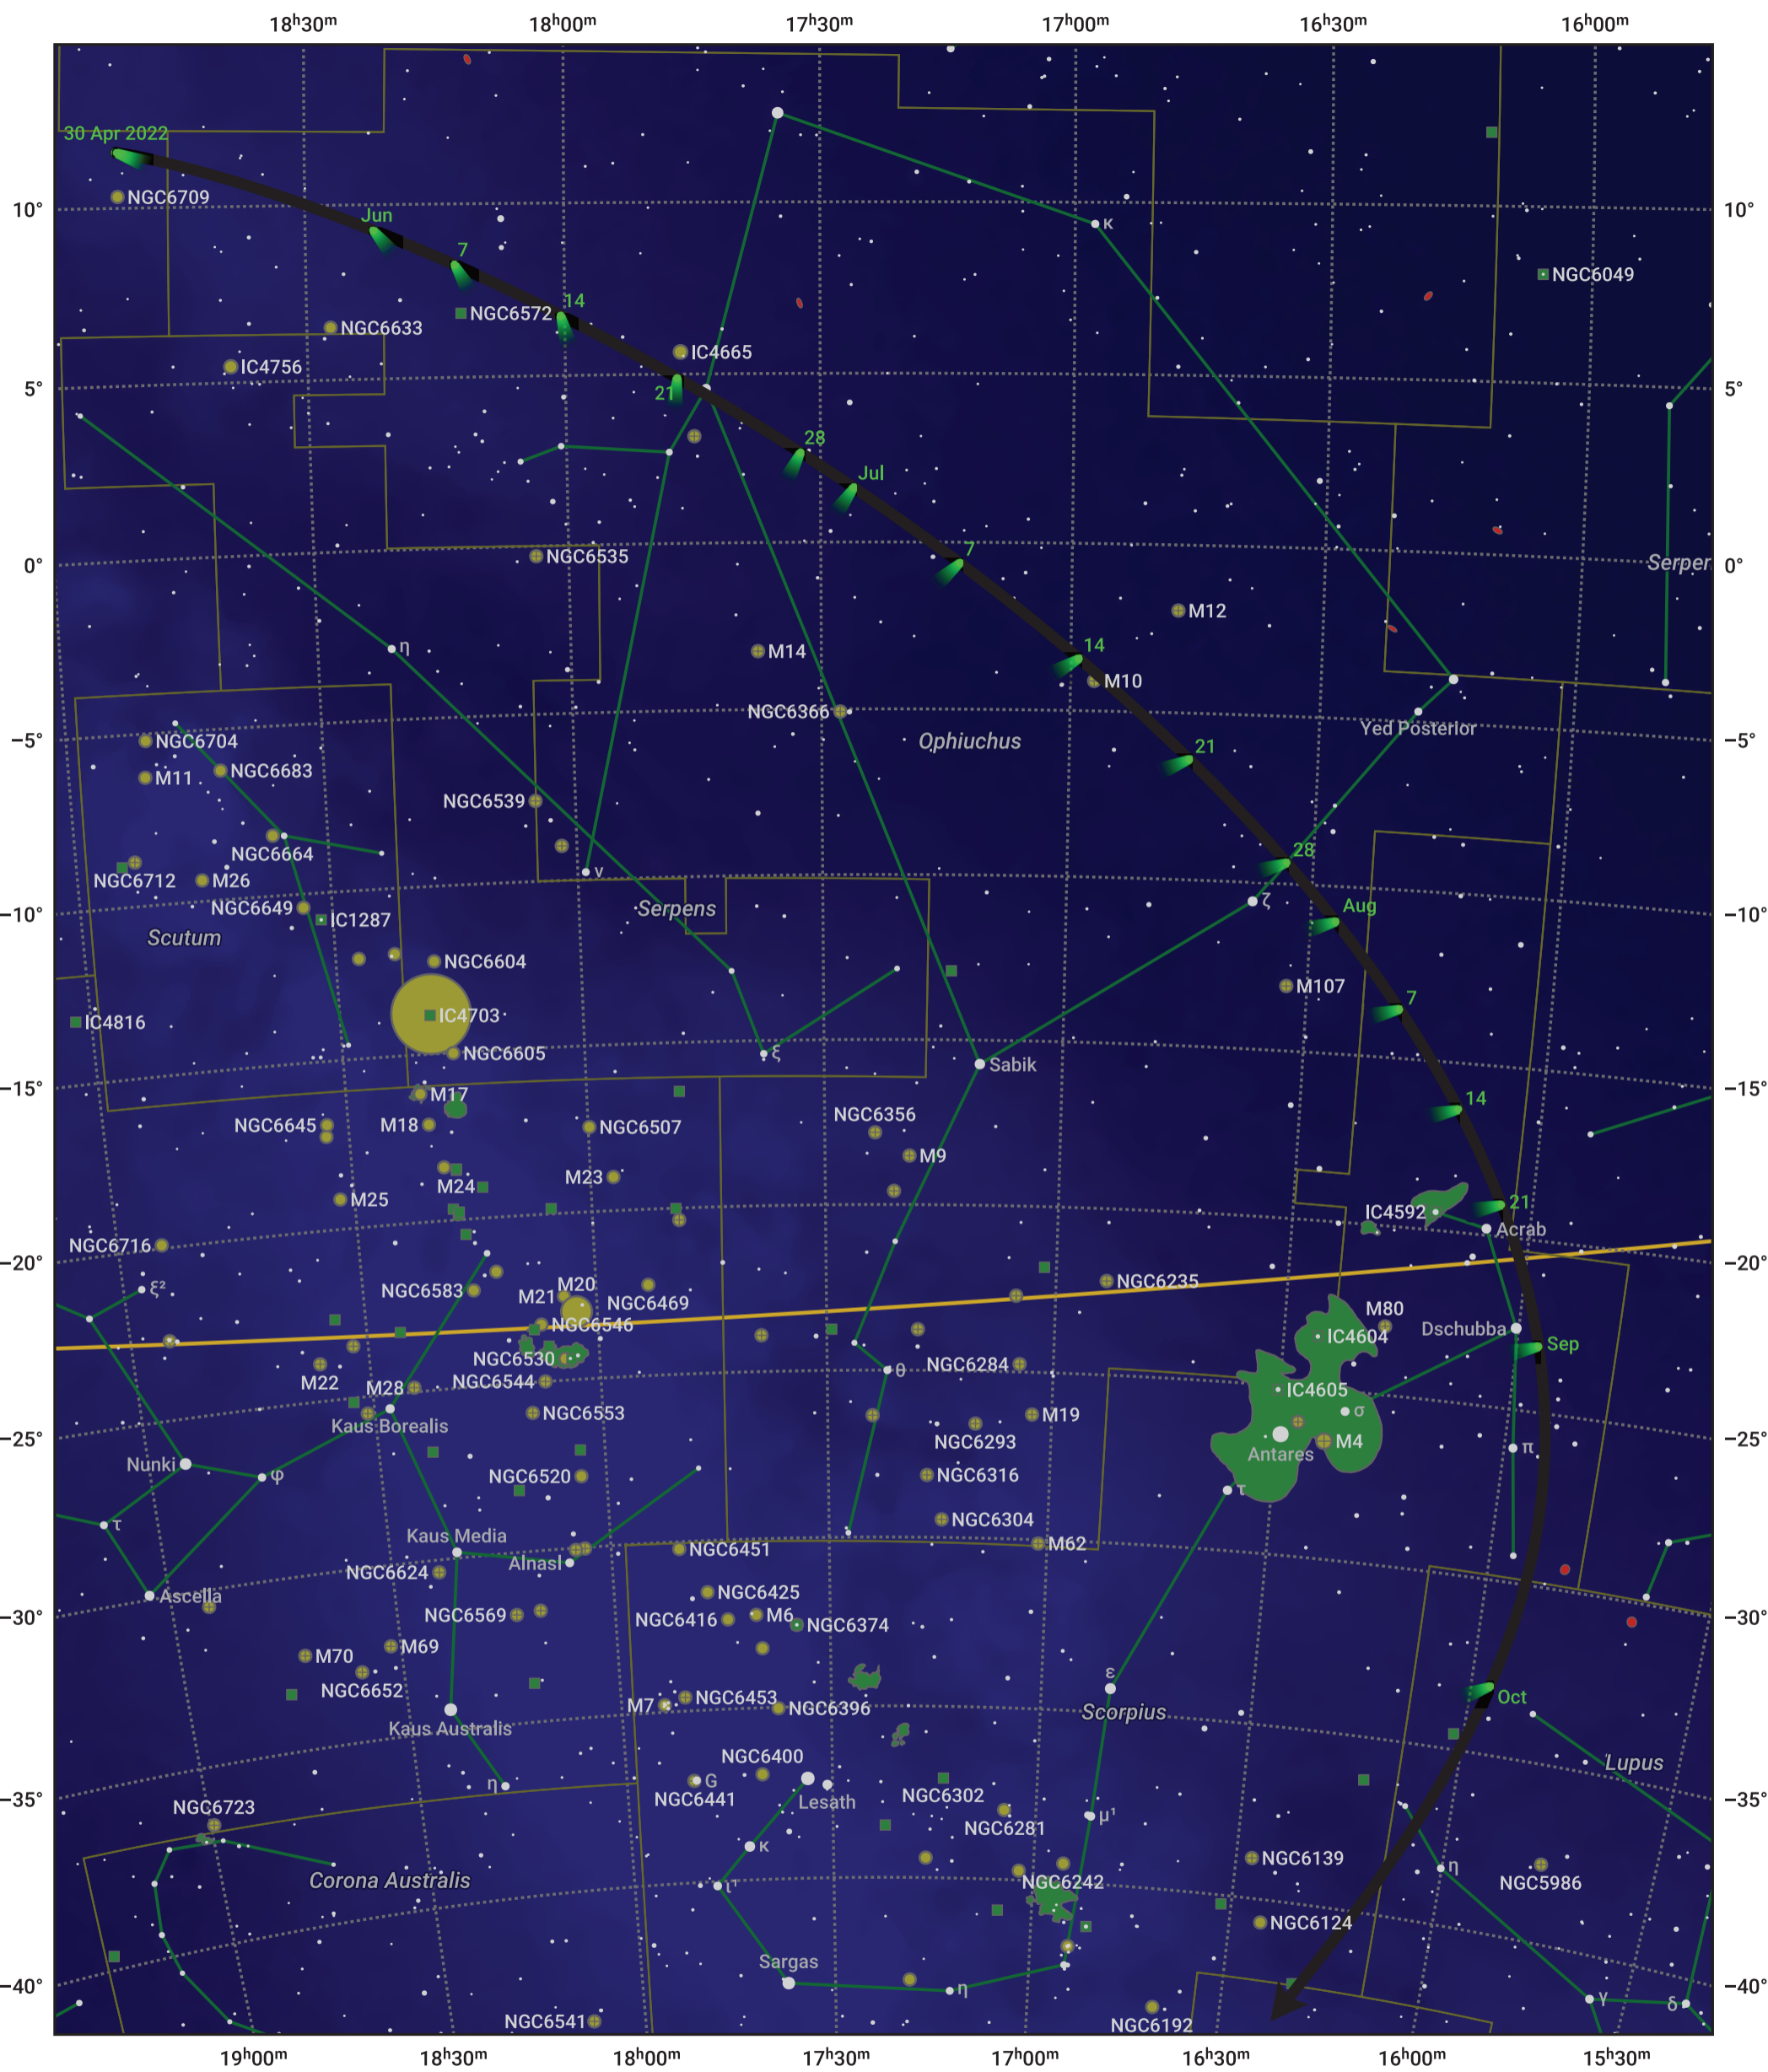 18h30m 18h00m 17h30m 17h00m 16h30m 16h00m
30 Apr 2022
NGC6709
10° 10°
Jun
κ
7
NGC6049
14
NGC6572
NGC6633
IC4665
IC4756
5° 5°
21
28
Jul
7
NGC6535
0° Serpen 0°
M12
η
14
M14
M10
NGC6366
Yed Posterior
−5° NGC6704 Ophiuchus −5°
21
M11 NGC6683
NGC6539
NGC6664
28
NGC6712 M26
ν
ζ
NGC6649 Serpens Aug
−10° IC1287 −10°
Scutum
NGC6604
M107
7
IC4816 IC4703
NGC6605 ξ
Sabik
−15° −15°
M17
14
NGC6356
NGC6645 M18 NGC6507
M9
M23
M24
M25
21
IC4592
Acrab
NGC6716
−20° −20°
NGC6235
ξ²
M20
NGC6583 M21 NGC6469
M80
NGC6546 Dschubba
IC4604
Sep
NGC6530
NGC6284
M22 θ
NGC6544
M28 IC4605
NGC6553 M19 σ
Kaus Borealis
−25° NGC6293 M4 −25°
Antares π
Nunki
φ NGC6520 NGC6316
τ
NGC6304
τ
Kaus Media
M62
NGC6451
Alnasl
NGC6624
NGC6425
Ascella
−30° NGC6569 M6 −30°
NGC6416 NGC6374
M69
M70
ε
NGC6652
Oct
NGC6453
M7
NGC6396 Scorpius
Kaus Australis
NGC6400
Lupus
η G
NGC6302
−35° NGC6441 Lesath −35°
NGC6723
μ¹
NGC6281
κ
NGC6139 η
Corona Australis NGC6242 NGC5986
ι¹
NGC6124
Sargas
−40° −40°
η
γ δ
NGC6541 NGC6192
19h00m 18h30m 18h00m 17h30m 17h00m 16h30m 16h00m 15h30m